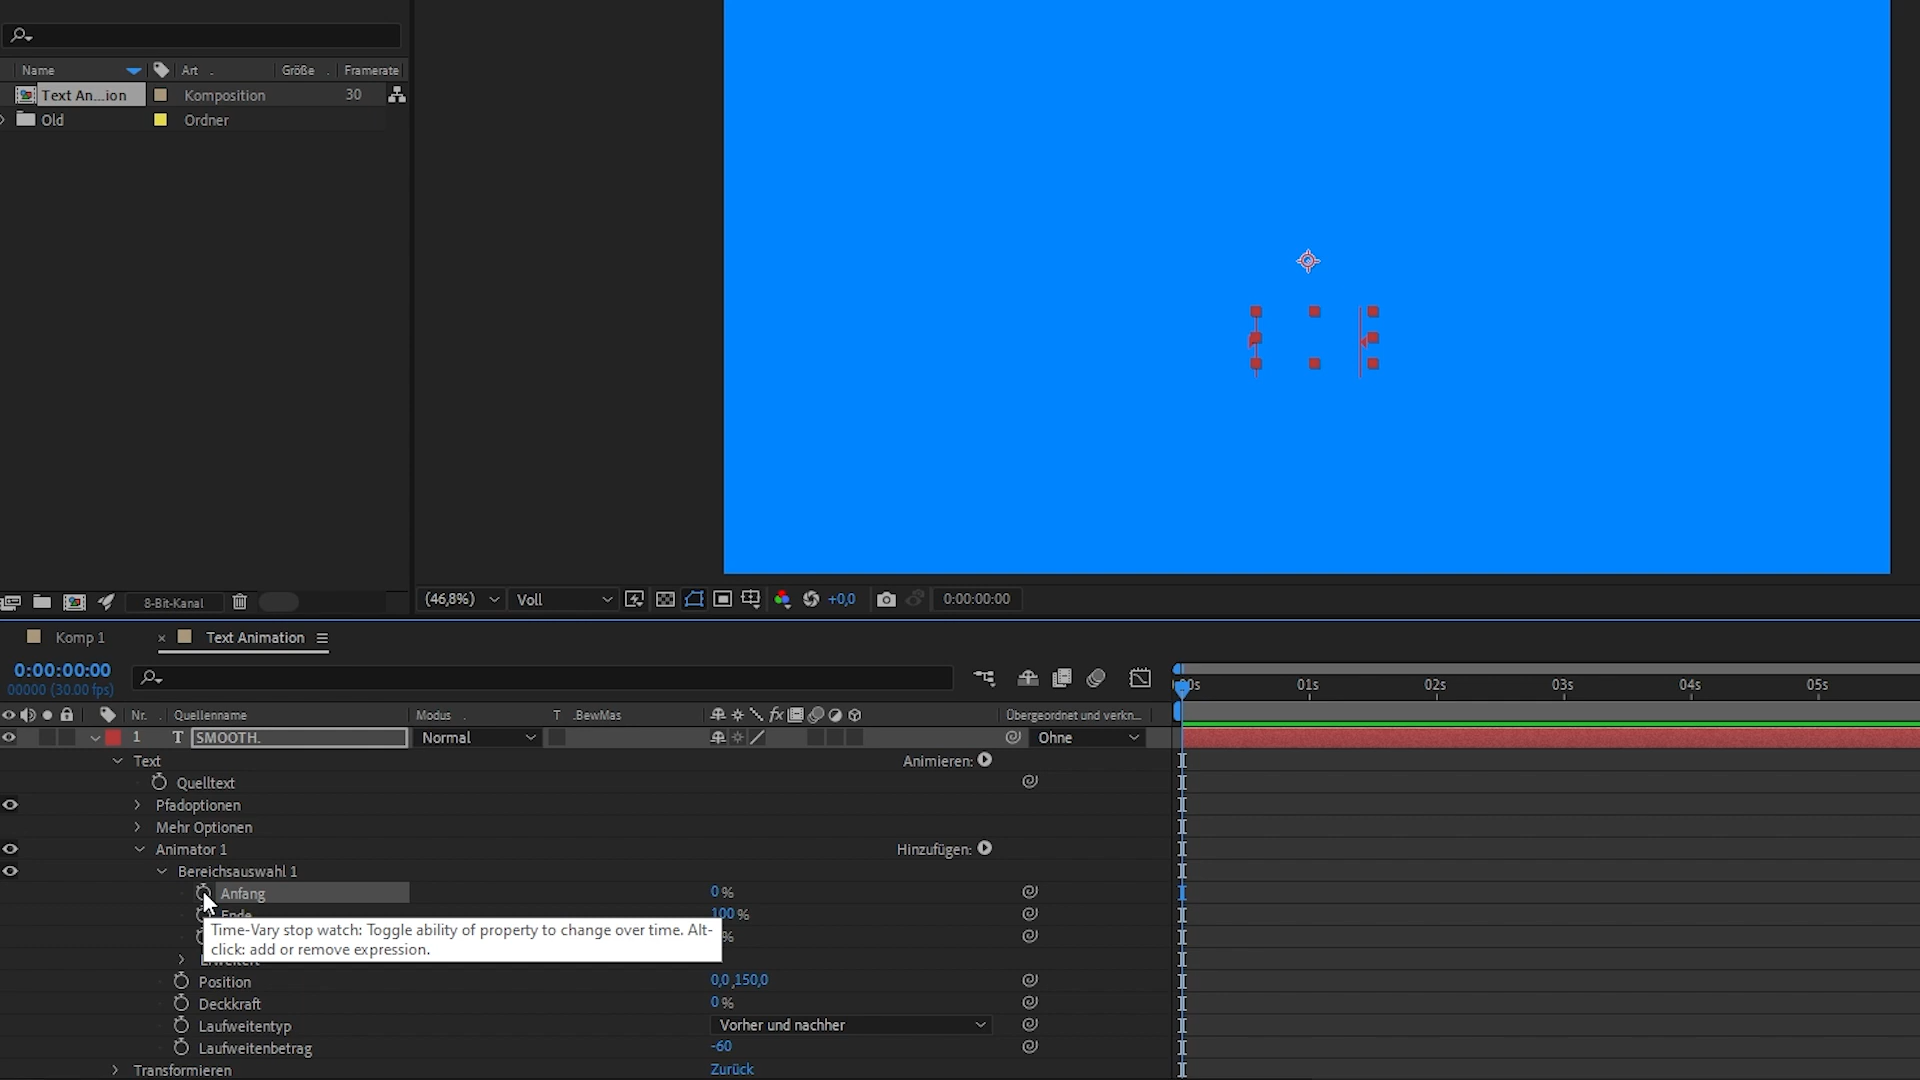 Name Art . Größe . Framerate
Text An...ion Komposition 30
Old Ordner
8-Bit-Kanal
(46,8%) Voll +0,0 0:00:00:00
Komp 1 × Text Animation
0:00:00:00
00000 (30.00 fps)
00s 01s 02s 03s 04s 05s
Nr. . Quellenname Modus . T .BewMas fx Übergeordnet und verkn...
1 T SMOOTH. Normal Ohne
Text Animieren:
Quelltext
Pfadoptionen
Mehr Optionen
Animator 1 Hinzufügen:
Bereichsauswahl 1
Anfang 0 %
Ende 100 %
Time-Vary stop watch: Toggle ability of property to change over time. Alt-
click: add or remove expression.
%
Erweitert
Position 0,0 ,150,0
Deckkraft 0 %
Laufweitentyp Vorher und nachher
Laufweitenbetrag -60
Transformieren Zurück